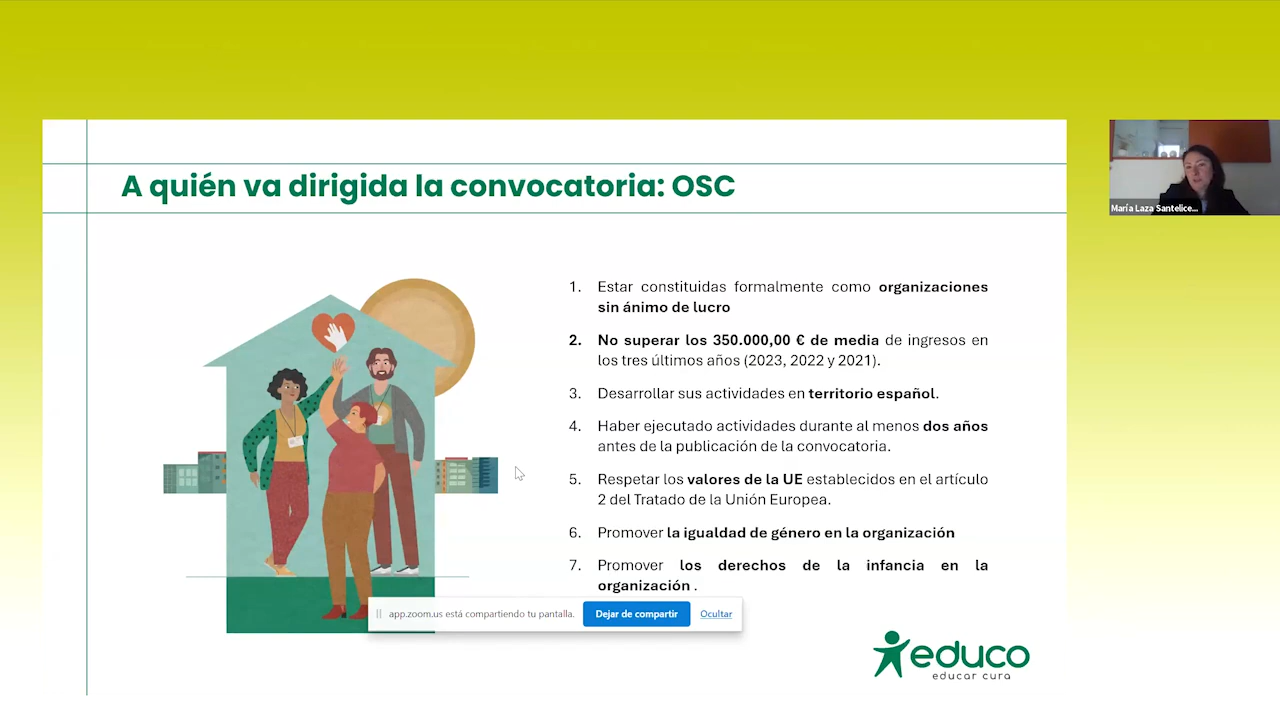 A quién va dirigida la convocatoria: OSC
María Laza Santelice...
1. Estar constituidas formalmente como organizaciones
sin ánimo de lucro
2. No superar los 350.000,00 € de media de ingresos en
los tres últimos años (2023, 2022 y 2021).
3. Desarrollar sus actividades en territorio español.
4. Haber ejecutado actividades durante al menos dos años
antes de la publicación de la convocatoria.
5. Respetar los valores de la UE establecidos en el artículo
2 del Tratado de la Unión Europea.
6. Promover la igualdad de género en la organización
7. Promover los derechos de la infancia en la
organización .
app.zoom.us está compartiendo tu pantalla. Dejar de compartir Ocultar
educo
educar cura